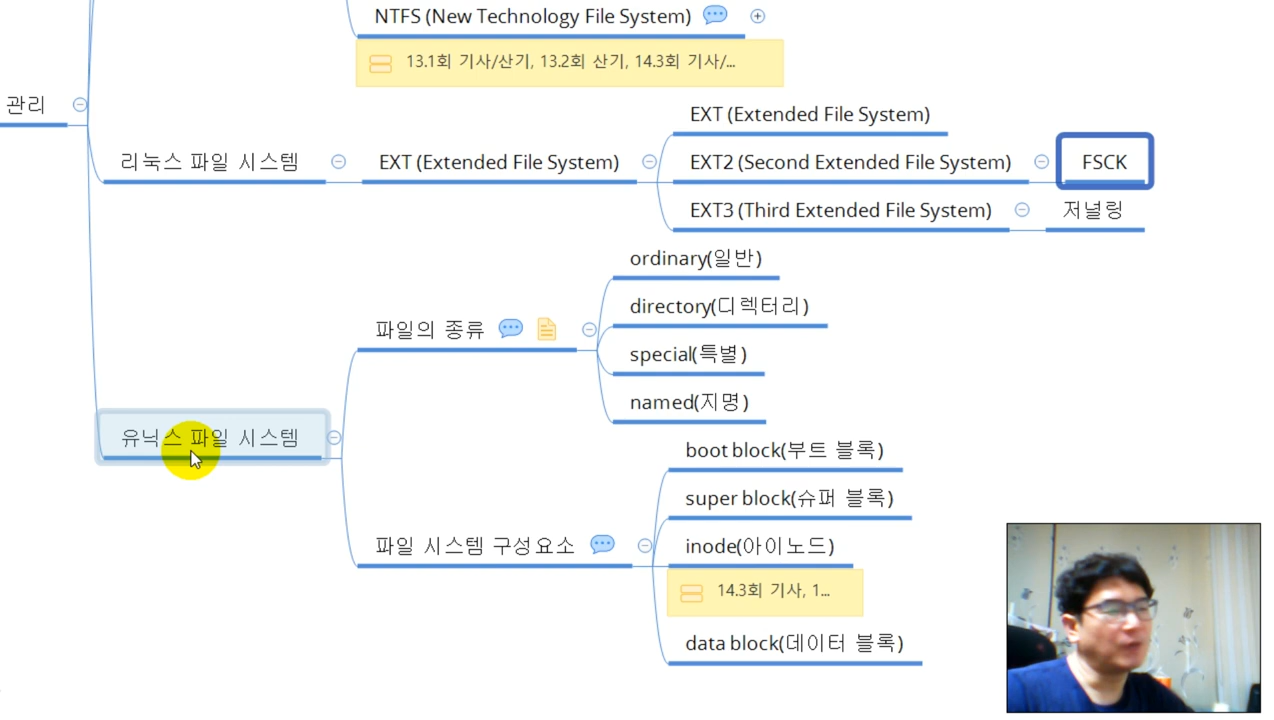 NTFS (New Technology File System)
13.1회 기사/산기, 13.2회 산기, 14.3회 기사/...
관리
리눅스 파일 시스템
EXT (Extended File System)
EXT (Extended File System)
EXT2 (Second Extended File System)
FSCK
EXT3 (Third Extended File System)
저널링
유닉스 파일 시스템
파일의 종류
ordinary(일반)
directory(디렉터리)
special(특별)
named(지명)
파일 시스템 구성요소
boot block(부트 블록)
super block(슈퍼 블록)
inode(아이노드)
14.3회 기사, 1...
data block(데이터 블록)